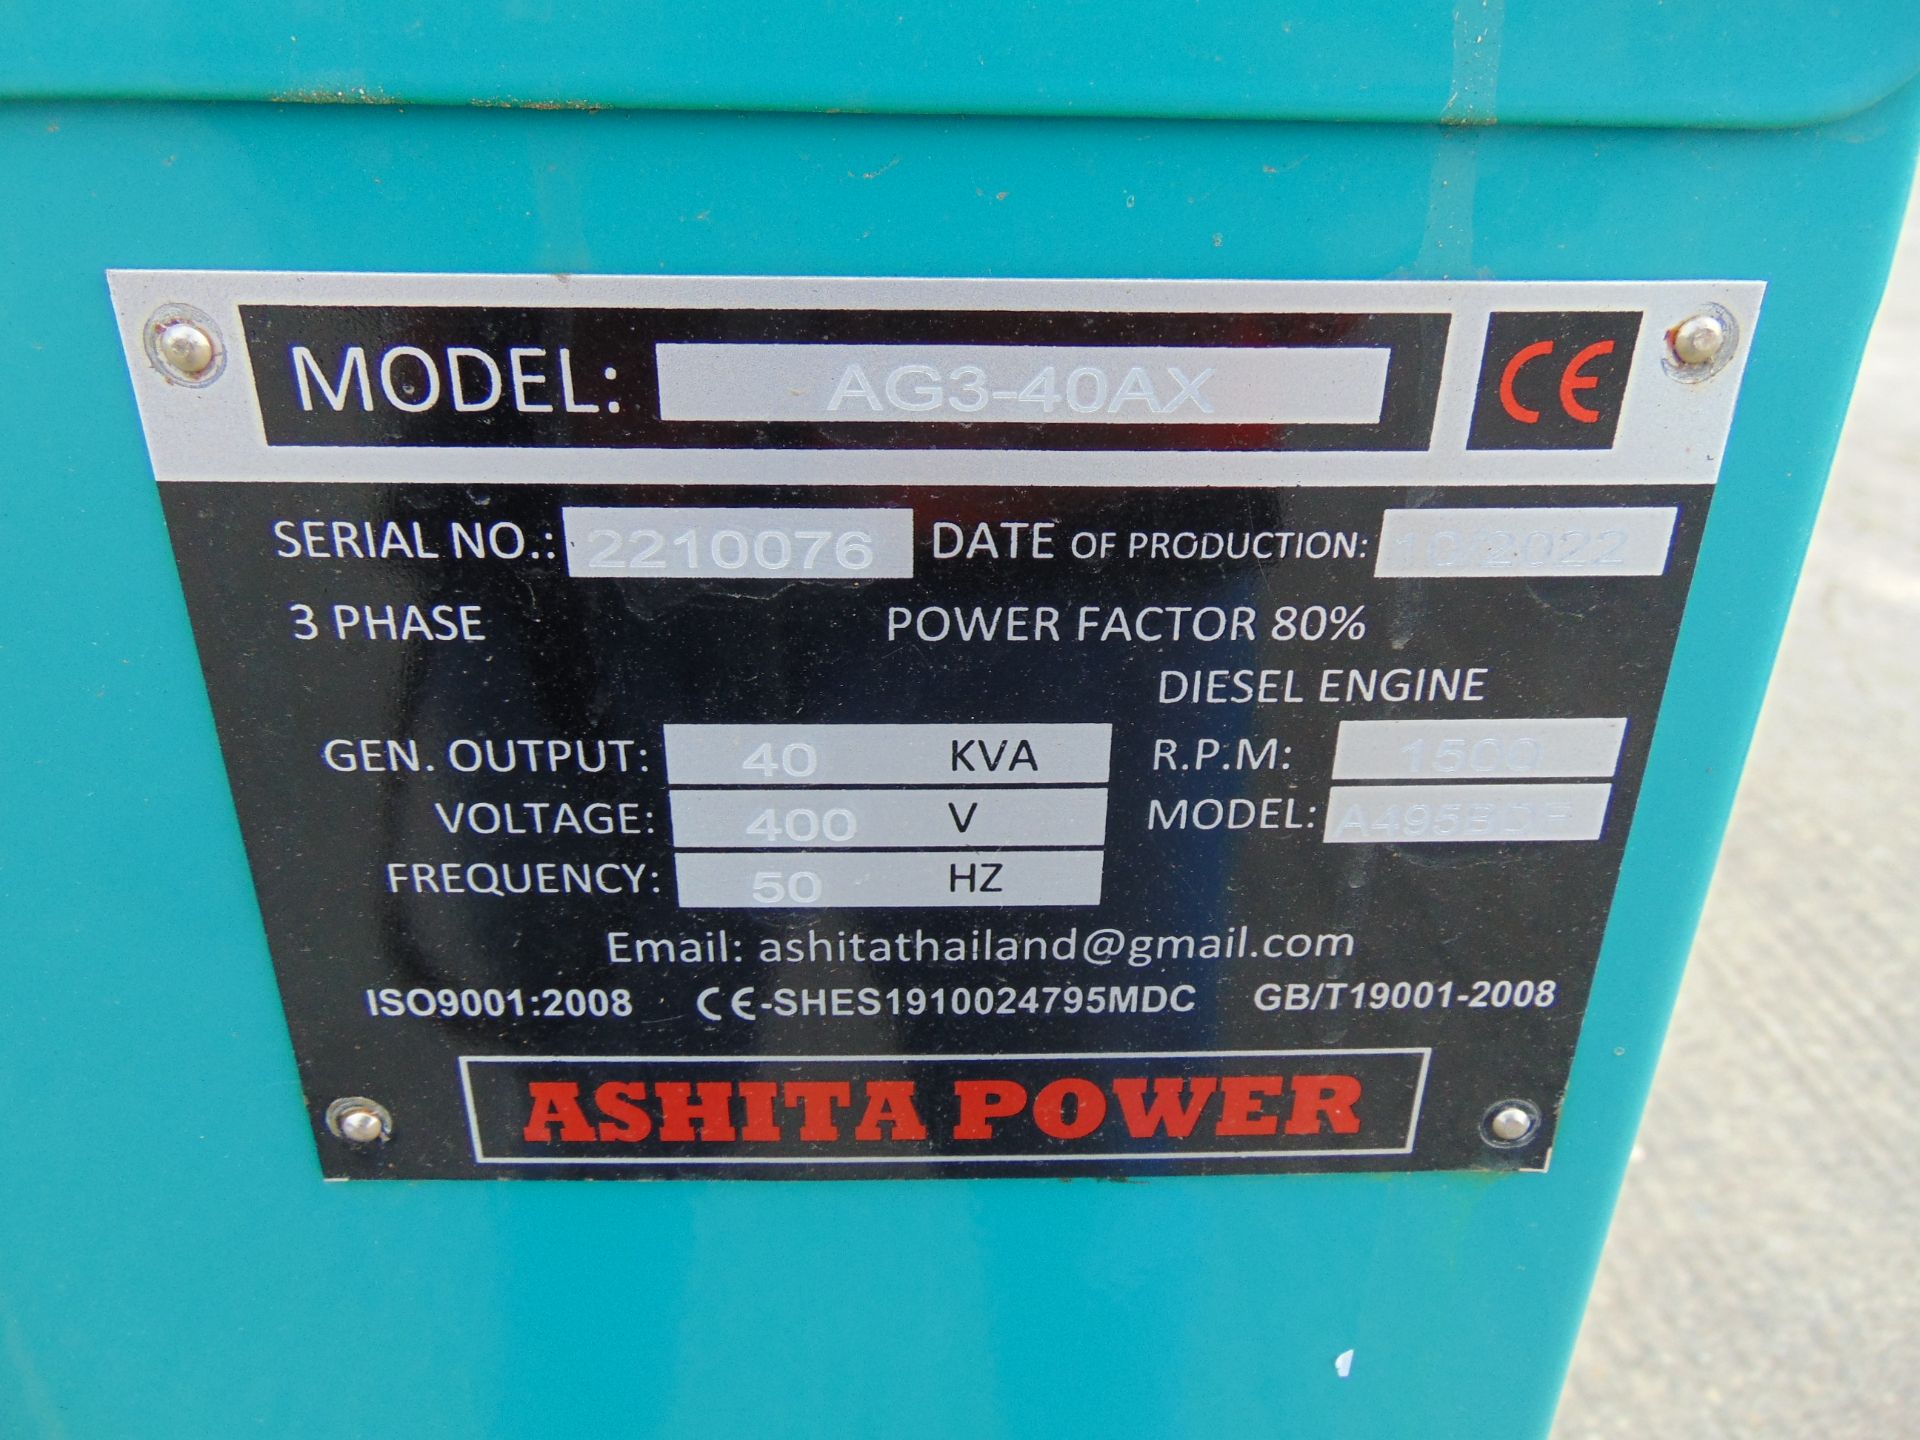 MODEL: AG3-40AX CE
SERIAL NO.: 2210076 DATE OF PRODUCTION: 10/2022
3 PHASE POWER FACTOR 80%
DIESEL ENGINE
GEN. OUTPUT: 40 KVA R.P.M: 1500
VOLTAGE: 400 V MODEL: A495BDF
FREQUENCY: 50 HZ
Email: ashitathailand@gmail.com
ISO9001:2008 CE-SHES1910024795MDC GB/T19001-2008
ASHITA POWER